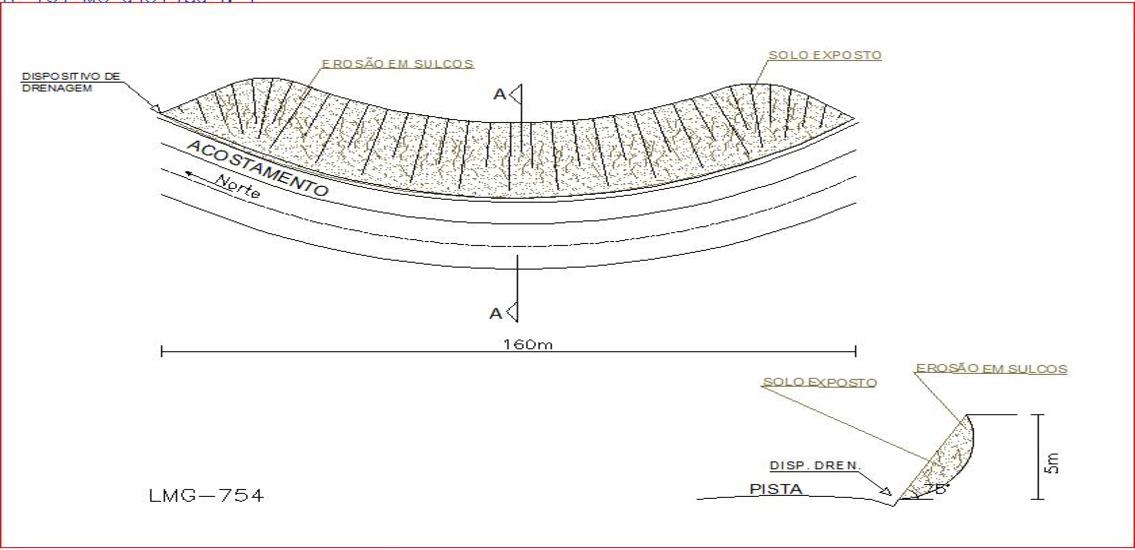 DISPOSITIVO DE
DRENAGEM
EROSÃO EM SULCOS
SOLO EXPOSTO
A
ACOSTAMENTO
Norte
A
160m
SOLO EXPOSTO
EROSÃO EM SULCOS
DISP. DREN.
PISTA
75°
5m
LMG-754